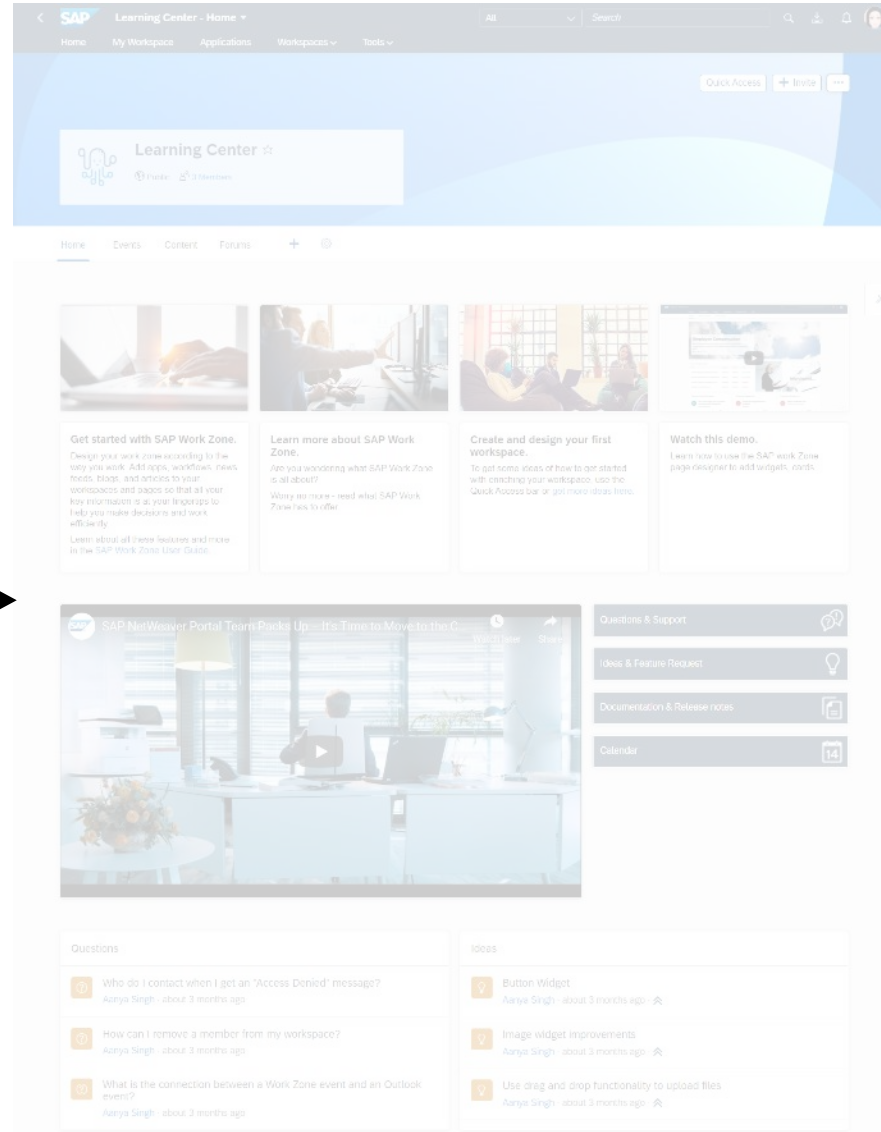 SAP Learning Center - Home All Search
Home My Workspace Applications Workspaces Tools
Quick Access + Invite ...
Learning Center
Public 3 Members
Home Events Content Forums +
Get started with SAP Work Zone.
Design your work zone according to the
way you work. Add apps, workflows, news
feeds, blogs, and articles to your
workspaces and pages so that all your
key information is at your fingertips to
help you make decisions and work
efficiently.
Learn about all these features and more
in the SAP Work Zone User Guide.
Learn more about SAP Work
Zone.
Are you wondering what SAP Work Zone
is all about?
Worry no more - read what SAP Work
Zone has to offer
Create and design your first
workspace.
To get some ideas of how to get started
with enriching your workspace, use the
Quick Access bar or get more ideas here.
Watch this demo.
Learn how to use the SAP work Zone
page designer to add widgets, cards.
SAP SAP NetWeaver Portal Team Packs Up - It's Time to Move to the C...
Watch later Share
Questions & Support
Ideas & Feature Request
Documentation & Release notes
Calendar 14
Questions
Who do I contact when I get an "Access Denied" message?
Aanya Singh · about 3 months ago
How can I remove a member from my workspace?
Aanya Singh · about 3 months ago
What is the connection between a Work Zone event and an Outlook
event?
Aanya Singh · about 3 months ago
Ideas
Button Widget
Aanya Singh · about 3 months ago ·
Image widget improvements
Aanya Singh · about 3 months ago ·
Use drag and drop functionality to upload files.
Aanya Singh · about 3 months ago ·